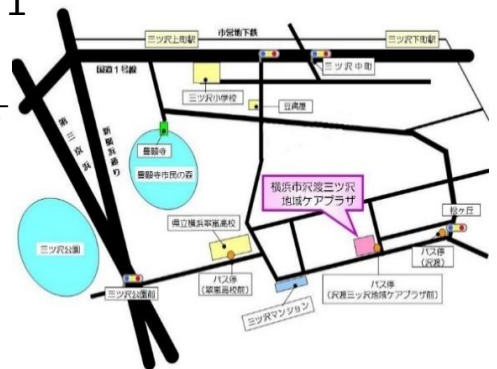 1
三ツ沢上町駅
市営地下鉄
三ツ沢下町駅
国道1号線
三ツ沢中町
三ツ沢小学校
豆腐屋
第三京浜
新横浜通り
豊顕寺
豊顕寺市民の森
横浜市沢渡三ツ沢
地域ケアプラザ
県立横浜翠嵐高校
松ヶ丘
三ツ沢公園
バス停
(沢渡)
バス停
(翠嵐高校前)
三ツ沢公園前
バス停
(沢渡三ツ沢地域ケアプラザ前)
三ツ沢マンション